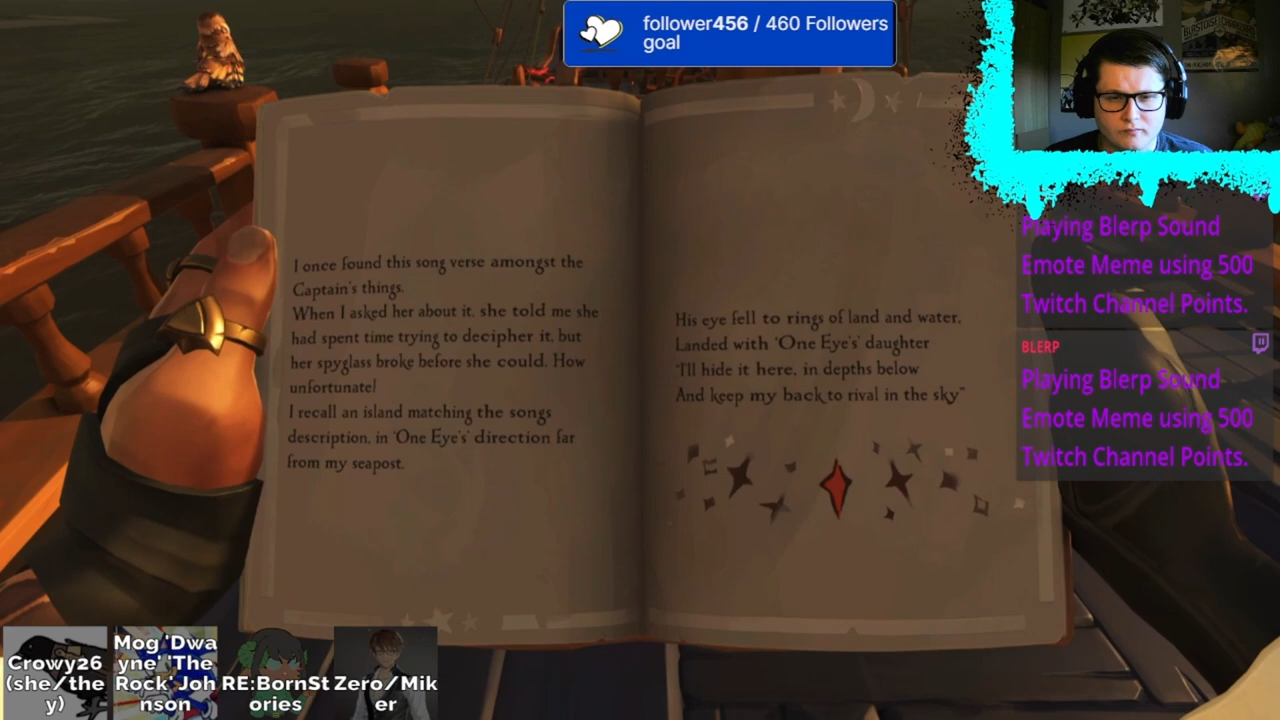 follower456 / 460 Followers
goal
I once found this song verse amongst the
Captain's things.
When I asked her about it, she told me she
had spent time trying to decipher it, but
her spyglass broke before she could. How
unfortunate!
I recall an island matching the songs
description, in 'One Eye's' direction far
from my seapost.
His eye fell to rings of land and water,
Landed with 'One Eye's' daughter
"I'll hide it here, in depths below
And keep my back to rival in the sky"
Playing Blerp Sound
Emote Meme using 500
Twitch Channel Points.
BLERP
Playing Blerp Sound
Emote Meme using 500
Twitch Channel Points.
Crowy26
(she/the
y)
Mog 'Dwa
yne' 'The
Rock' Joh
nson
RE:BornSt
ories
Zero/Mik
er